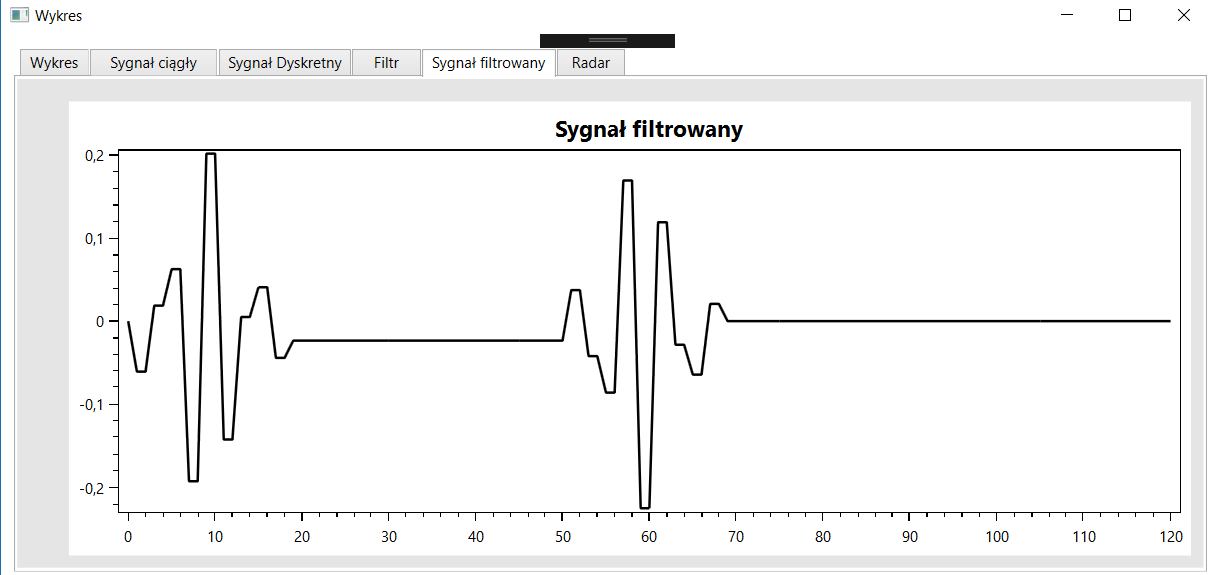 Wykres
Wykres Sygnał ciągły Sygnał Dyskretny Filtr Sygnał filtrowany Radar
Sygnał filtrowany
0,2
0,1
0
-0,1
-0,2
0 10 20 30 40 50 60 70 80 90 100 110 120